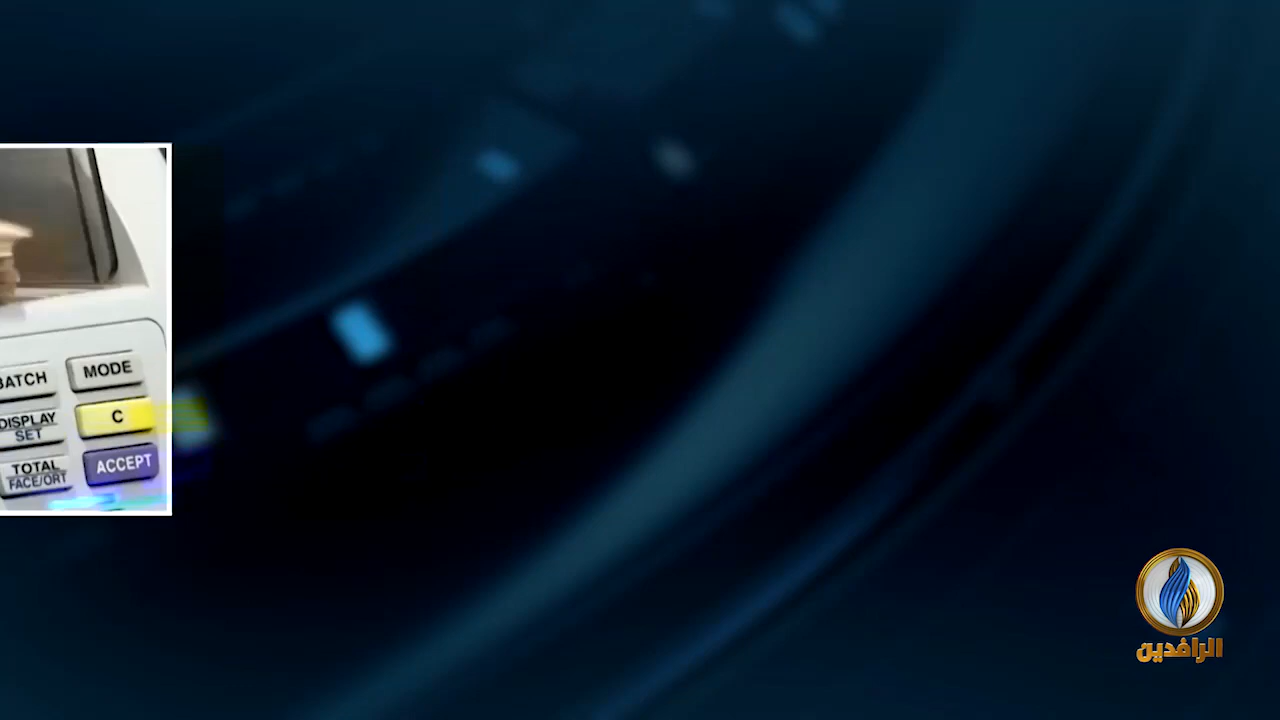 BATCH
MODE
DISPLAY
SET
C
TOTAL
FACE/ORT
ACCEPT
الرافدين